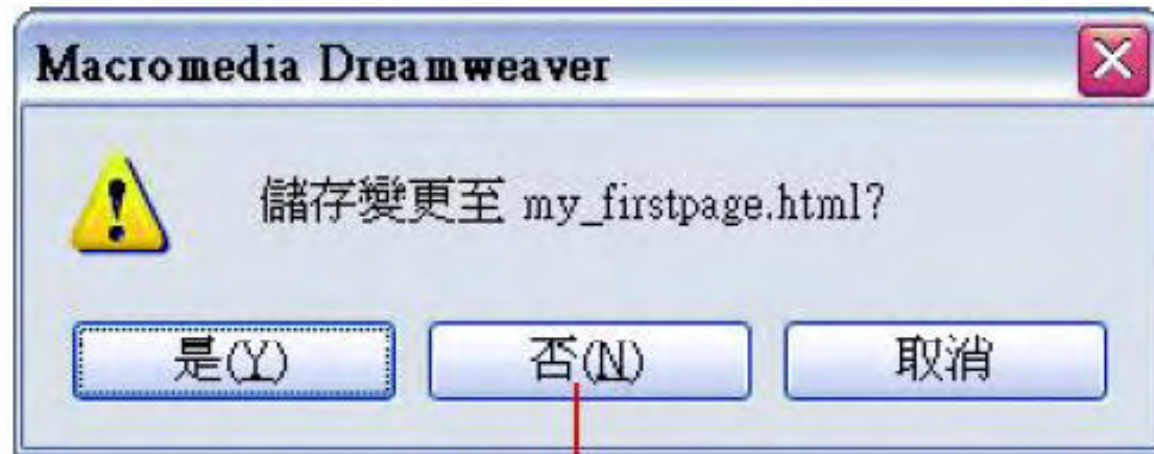 Macromedia Dreamweaver
儲存變更至 my_firstpage.html?
是(Y)
否(N)
取消